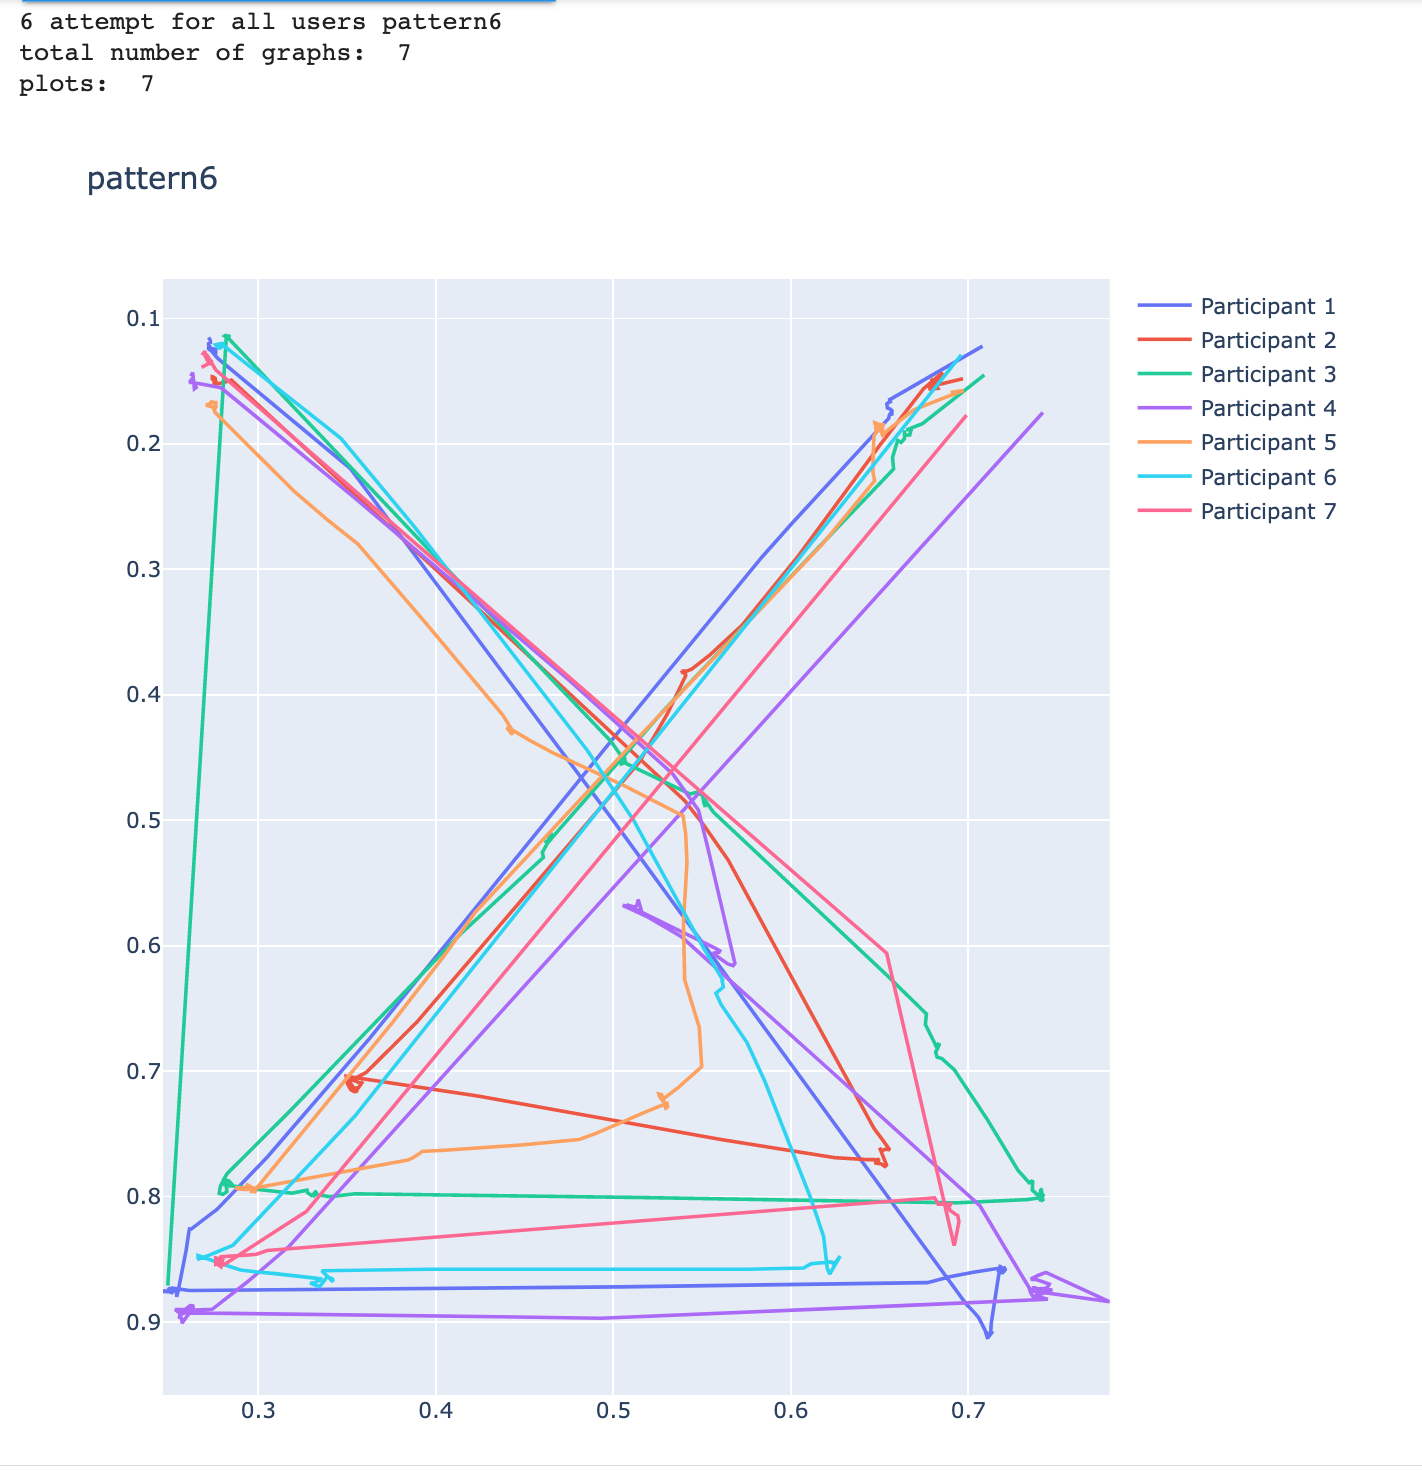 6 attempt for all users pattern6
total number of graphs:  7
plots:  7
pattern6
0.1
0.2
0.3
0.4
0.5
0.6
0.7
0.8
0.9
0.3 0.4 0.5 0.6 0.7
Participant 1
Participant 2
Participant 3
Participant 4
Participant 5
Participant 6
Participant 7